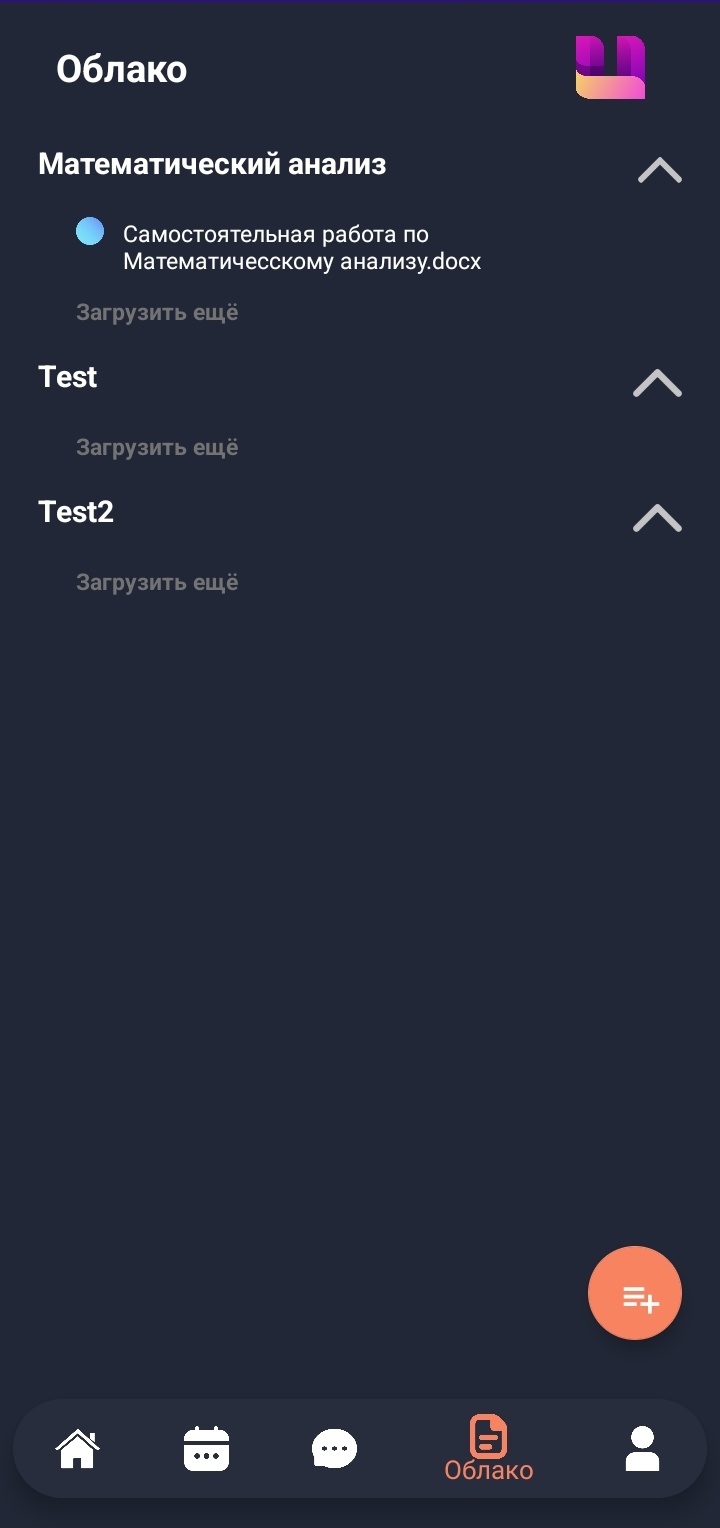 Облако
Математический анализ
Самостоятельная работа по
Математичесскому анализу.docx
Загрузить ещё
Test
Загрузить ещё
Test2
Загрузить ещё
Облако